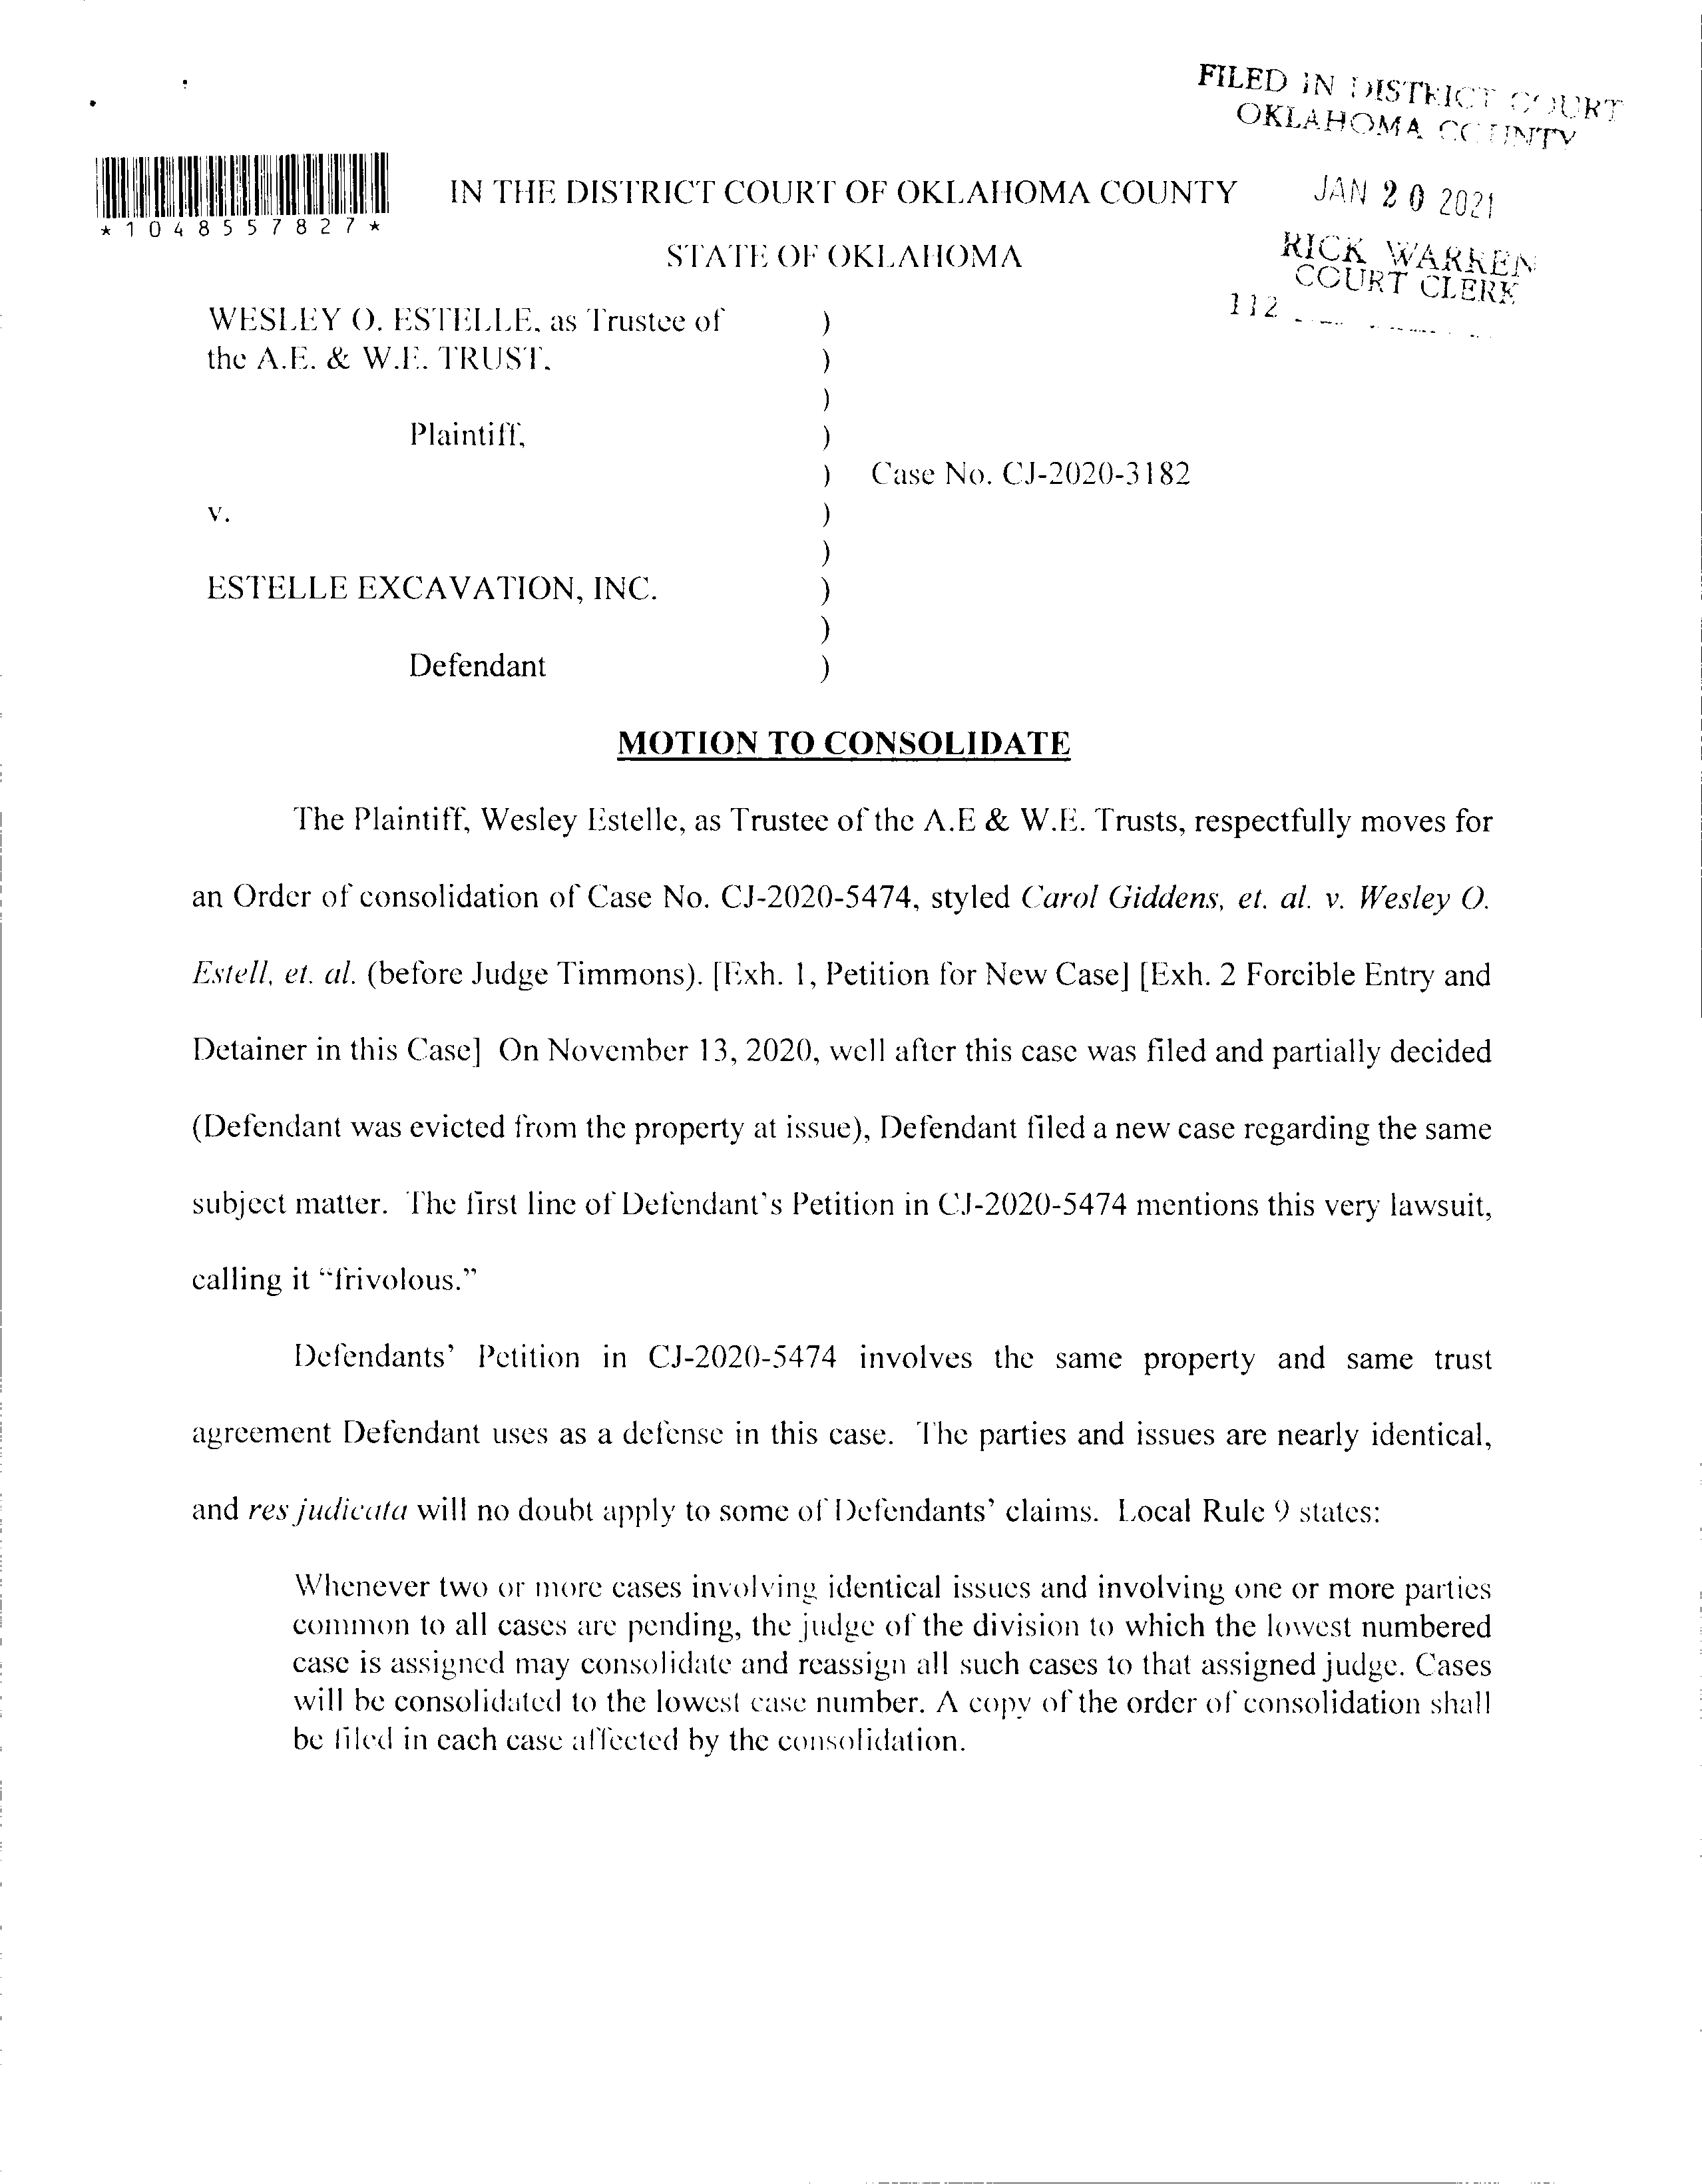 FILED IN DISTRICT COURT
OKLAHOMA COUNTY
JAN 20 2021
RICK WARREN
COURT CLERK
112
*1048557827*
IN THE DISTRICT COURT OF OKLAHOMA COUNTY
STATE OF OKLAHOMA
WESLEY O. ESTELLE, as Trustee of )
the A.E. & W.E. TRUST, )
)
Plaintiff, )
) Case No. CJ-2020-3182
v. )
)
ESTELLE EXCAVATION, INC. )
)
Defendant )
MOTION TO CONSOLIDATE
The Plaintiff, Wesley Estelle, as Trustee of the A.E & W.E. Trusts, respectfully moves for
an Order of consolidation of Case No. CJ-2020-5474, styled Carol Giddens, et. al. v. Wesley O.
Estell, et. al. (before Judge Timmons). [Exh. 1, Petition for New Case] [Exh. 2 Forcible Entry and
Detainer in this Case] On November 13, 2020, well after this case was filed and partially decided
(Defendant was evicted from the property at issue), Defendant filed a new case regarding the same
subject matter. The first line of Defendant's Petition in CJ-2020-5474 mentions this very lawsuit,
calling it “frivolous.”
Defendants' Petition in CJ-2020-5474 involves the same property and same trust
agreement Defendant uses as a defense in this case. The parties and issues are nearly identical,
and res judicata will no doubt apply to some of Defendants' claims. Local Rule 9 states:
Whenever two or more cases involving identical issues and involving one or more parties
common to all cases are pending, the judge of the division to which the lowest numbered
case is assigned may consolidate and reassign all such cases to that assigned judge. Cases
will be consolidated to the lowest case number. A copy of the order of consolidation shall
be filed in each case affected by the consolidation.